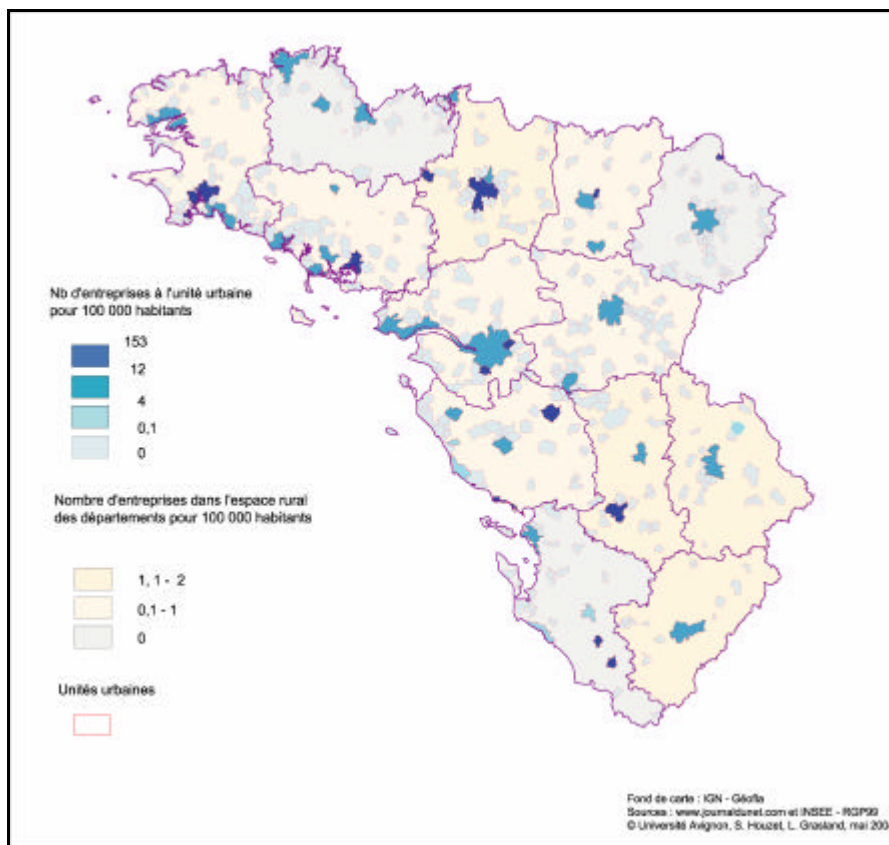 Nb d'entreprises à l'unité urbaine
pour 100 000 habitants
153
12
4
0,1
0
Nombre d'entreprises dans l'espace rural
des départements pour 100 000 habitants
1, 1 - 2
0,1 - 1
0
Unités urbaines
Fond de carte : IGN - Géofla
Sources : www.journaldunet.com et INSEE - RGP99
© Université Avignon, S. Houzet, L. Grasland, mai 200